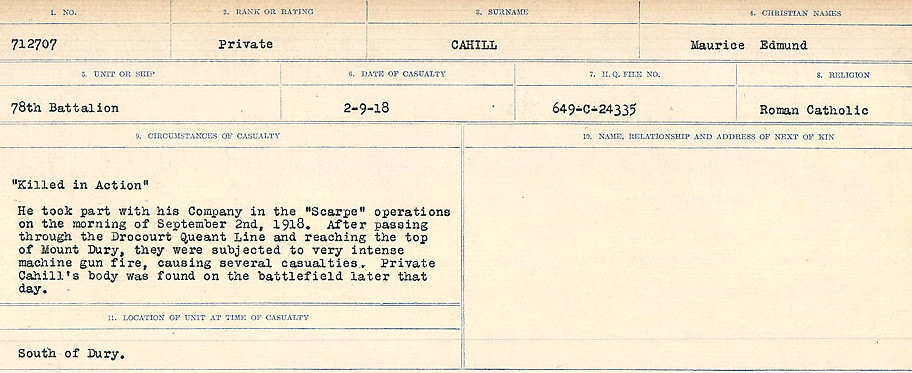 1. NO.
2. RANK OR RATING
3. SURNAME
4. CHRISTIAN NAMES
712707
Private
CAHILL
Maurice Edmund
5. UNIT OR SHIP
6. DATE OF CASUALTY
7. H. Q. FILE NO.
8. RELIGION
78th Battalion
2-9-18
649-C-24335
Roman Catholic
9. CIRCUMSTANCES OF CASUALTY
10. NAME, RELATIONSHIP AND ADDRESS OF NEXT OF KIN
"Killed in Action"
He took part with his Company in the "Scarpe" operations
on the morning of September 2nd, 1918. After passing
through the Drocourt Queant Line and reaching the top
of Mount Dury, they were subjected to very intense
machine gun fire, causing several casualties. Private
Cahill's body was found on the battlefield later that
day.
11. LOCATION OF UNIT AT TIME OF CASUALTY
South of Dury.